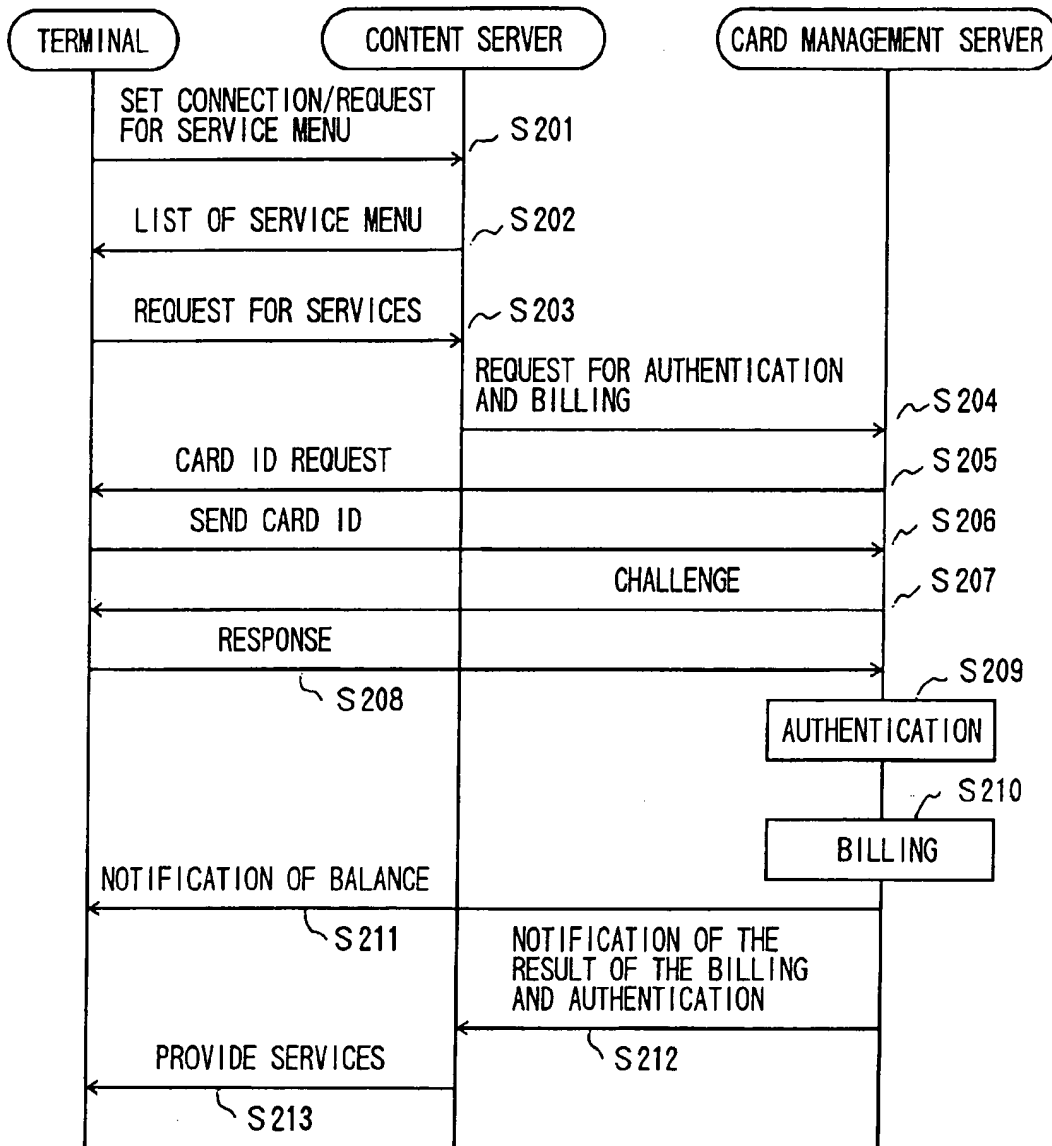 TERMINAL
CONTENT SERVER
CARD MANAGEMENT SERVER
SET CONNECTION/REQUEST
FOR SERVICE MENU
S201
LIST OF SERVICE MENU
S202
REQUEST FOR SERVICES
S203
REQUEST FOR AUTHENTICATION
AND BILLING
S204
CARD ID REQUEST
S205
SEND CARD ID
S206
CHALLENGE
S207
RESPONSE
S208
S209
AUTHENTICATION
S210
BILLING
NOTIFICATION OF BALANCE
S211
NOTIFICATION OF THE
RESULT OF THE BILLING
AND AUTHENTICATION
S212
PROVIDE SERVICES
S213